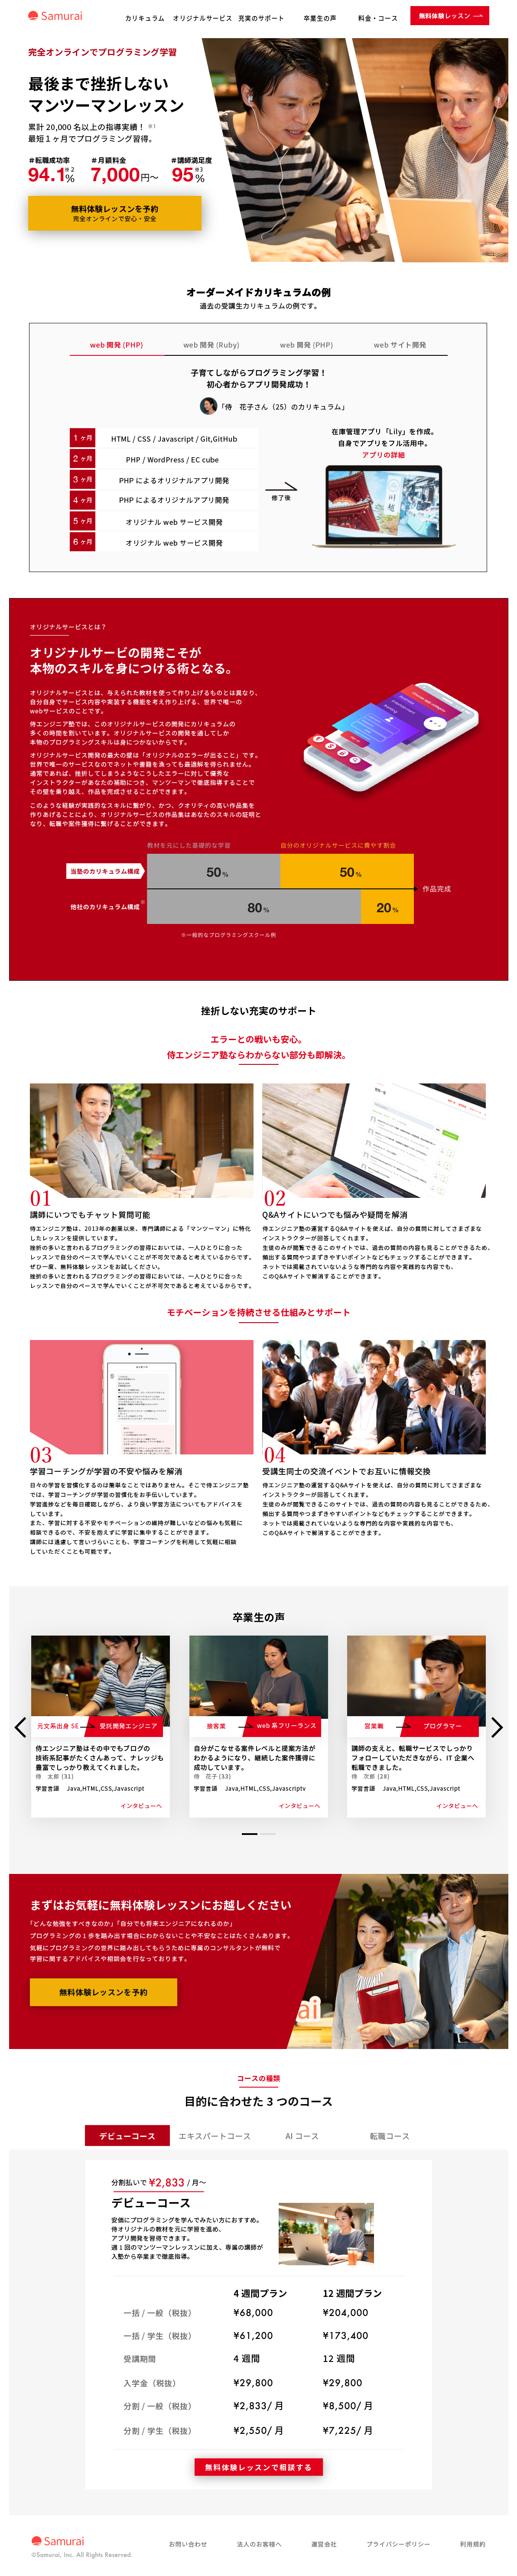 Samurai
カリキュラム オリジナルサービス 充実のサポート 卒業生の声 料金・コース 無料体験レッスン
完全オンラインでプログラミング学習
最後まで挫折しない
マンツーマンレッスン
累計 20,000 名以上の指導実績！ ※1
最短１ヶ月でプログラミング習得。
＃転職成功率 ＃月額料金 ＃講師満足度
94.1% ※2 7,000円〜 95% ※3
無料体験レッスンを予約
完全オンラインで安心・安全
オーダーメイドカリキュラムの例
過去の受講生カリキュラムの例です。
web 開発 (PHP) web 開発 (Ruby) web 開発 (PHP) web サイト開発
子育てしながらプログラミング学習！
初心者からアプリ開発成功！
「侍　花子さん（25）のカリキュラム」
1 ヶ月 HTML / CSS / Javascript / Git,GitHub
2 ヶ月 PHP / WordPress / EC cube
3 ヶ月 PHP によるオリジナルアプリ開発
4 ヶ月 PHP によるオリジナルアプリ開発
5 ヶ月 オリジナル web サービス開発
6 ヶ月 オリジナル web サービス開発
修了後
在庫管理アプリ「Lily」を作成。
自身でアプリをフル活用中。
アプリの詳細
川越
オリジナルサービスとは？
オリジナルサービの開発こそが
本物のスキルを身につける術となる。
オリジナルサービスとは、与えられた教材を使って作り上げるものとは異なり、
自分自身でサービス内容や実装する機能を考え作り上げる、世界で唯一の
webサービスのことです。
侍エンジニア塾では、このオリジナルサービスの開発にカリキュラムの
多くの時間を割いています。オリジナルサービスの開発を通してしか
本物のプログラミングスキルは身につかないからです。
オリジナルサービス開発の最大の壁は「オリジナルのエラーが出ること」です。
世界で唯一のサービスなのでネットや書籍を漁っても最適解を得られません。
通常であれば、挫折してしまうようなこうしたエラーに対して優秀な
インストラクターがあなたの補助につき、マンツーマンで徹底指導することで
その壁を乗り越え、作品を完成させることができます。
このような経験が実践的なスキルに繋がり、かつ、クオリティの高い作品集を
作りあげることにより、オリジナルサービスの作品集はあなたのスキルの証明と
なり、転職や案件獲得に繋げることができます。
教材を元にした基礎的な学習 自分のオリジナルサービスに費やす割合
当塾のカリキュラム構成 50% 50%
作品完成
他社のカリキュラム構成 ※ 80% 20%
※一般的なプログラミングスクール例
挫折しない充実のサポート
エラーとの戦いも安心。
侍エンジニア塾ならわからない部分も即解決。
01
講師にいつでもチャット質問可能
侍エンジニア塾は、2013年の創業以来、専門講師による「マンツーマン」に特化
したレッスンを提供しています。
挫折の多いと言われるプログラミングの習得においては、一人ひとりに合った
レッスンで自分のペースで学んでいくことが不可欠であると考えているからです。
ぜひ一度、無料体験レッスンをお試しください。
挫折の多いと言われるプログラミングの習得においては、一人ひとりに合った
レッスンで自分のペースで学んでいくことが不可欠であると考えているからです。
02
Q&Aサイトにいつでも悩みや疑問を解消
侍エンジニア塾の運営するQ&Aサイトを使えば、自分の質問に対してさまざまな
インストラクターが回答してくれます。
生徒のみが閲覧できるこのサイトでは、過去の質問の内容も見ることができるため、
頻出する質問やつまずきやすいポイントなどもチェックすることができます。
ネットでは掲載されていないような専門的な内容や実践的な内容でも、
このQ&Aサイトで解消することができます。
モチベーションを持続させる仕組みとサポート
03
学習コーチングが学習の不安や悩みを解消
日々の学習を習慣化するのは簡単なことではありません。そこで侍エンジニア塾
では、学習コーチングが学習の習慣化をお手伝いしています。
学習進捗などを毎日確認しながら、より良い学習方法についてもアドバイスを
しています。
また、学習に対する不安やモチベーションの維持が難しいなどの悩みも気軽に
相談できるので、不安を抱えずに学習に集中することができます。
講師には遠慮して言いづらいことも、学習コーチングを利用して気軽に相談
していただくことも可能です。
04
受講生同士の交流イベントでお互いに情報交換
侍エンジニア塾の運営するQ&Aサイトを使えば、自分の質問に対してさまざまな
インストラクターが回答してくれます。
生徒のみが閲覧できるこのサイトでは、過去の質問の内容も見ることができるため、
頻出する質問やつまずきやすいポイントなどもチェックすることができます。
ネットでは掲載されていないような専門的な内容や実践的な内容でも、
このQ&Aサイトで解消することができます。
卒業生の声
元文系出身 SE 受託開発エンジニア
侍エンジニア塾はその中でもブログの
技術系記事がたくさんあって、ナレッジも
豊富でしっかり教えてくれました。
侍　太郎 (31)
学習言語 Java,HTML,CSS,Javascript
インタビューへ
接客業 web 系フリーランス
自分がこなせる案件レベルと提案方法が
わかるようになり、継続した案件獲得に
成功しています。
侍　花子 (33)
学習言語 Java,HTML,CSS,Javascriptv
インタビューへ
営業職 プログラマー
講師の支えと、転職サービスでしっかり
フォローしていただきながら、IT 企業へ
転職できました。
侍　次郎 (28)
学習言語 Java,HTML,CSS,Javascript
インタビューへ
まずはお気軽に無料体験レッスンにお越しください
「どんな勉強をすべきなのか」「自分でも将来エンジニアになれるのか」
プログラミングの１歩を踏み出す場合にわからないことや不安なことはたくさんあります。
気軽にプログラミングの世界に踏み出してもらうために専属のコンサルタントが無料で
学習に関するアドバイスや相談会を行なっております。
無料体験レッスンを予約
ai
コースの種類
目的に合わせた 3 つのコース
デビューコース エキスパートコース AI コース 転職コース
分割払いで ¥2,833 / 月〜
デビューコース
安価にプログラミングを学んでみたい方におすすめ。
侍オリジナルの教材を元に学習を進め、
アプリ開発を習得できます。
週 1 回のマンツーマンレッスンに加え、専属の講師が
入塾から卒業まで徹底指導。
4 週間プラン 12 週間プラン
一括 / 一般（税抜） ¥68,000 ¥204,000
一括 / 学生（税抜） ¥61,200 ¥173,400
受講期間 4 週間 12 週間
入学金（税抜） ¥29,800 ¥29,800
分割 / 一般（税抜） ¥2,833/ 月 ¥8,500/ 月
分割 / 学生（税抜） ¥2,550/ 月 ¥7,225/ 月
無料体験レッスンで相談する
Samurai
©Samurai, Inc. All Rights Reserved.
お問い合わせ 法人のお客様へ 運営会社 プライバシーポリシー 利用規約